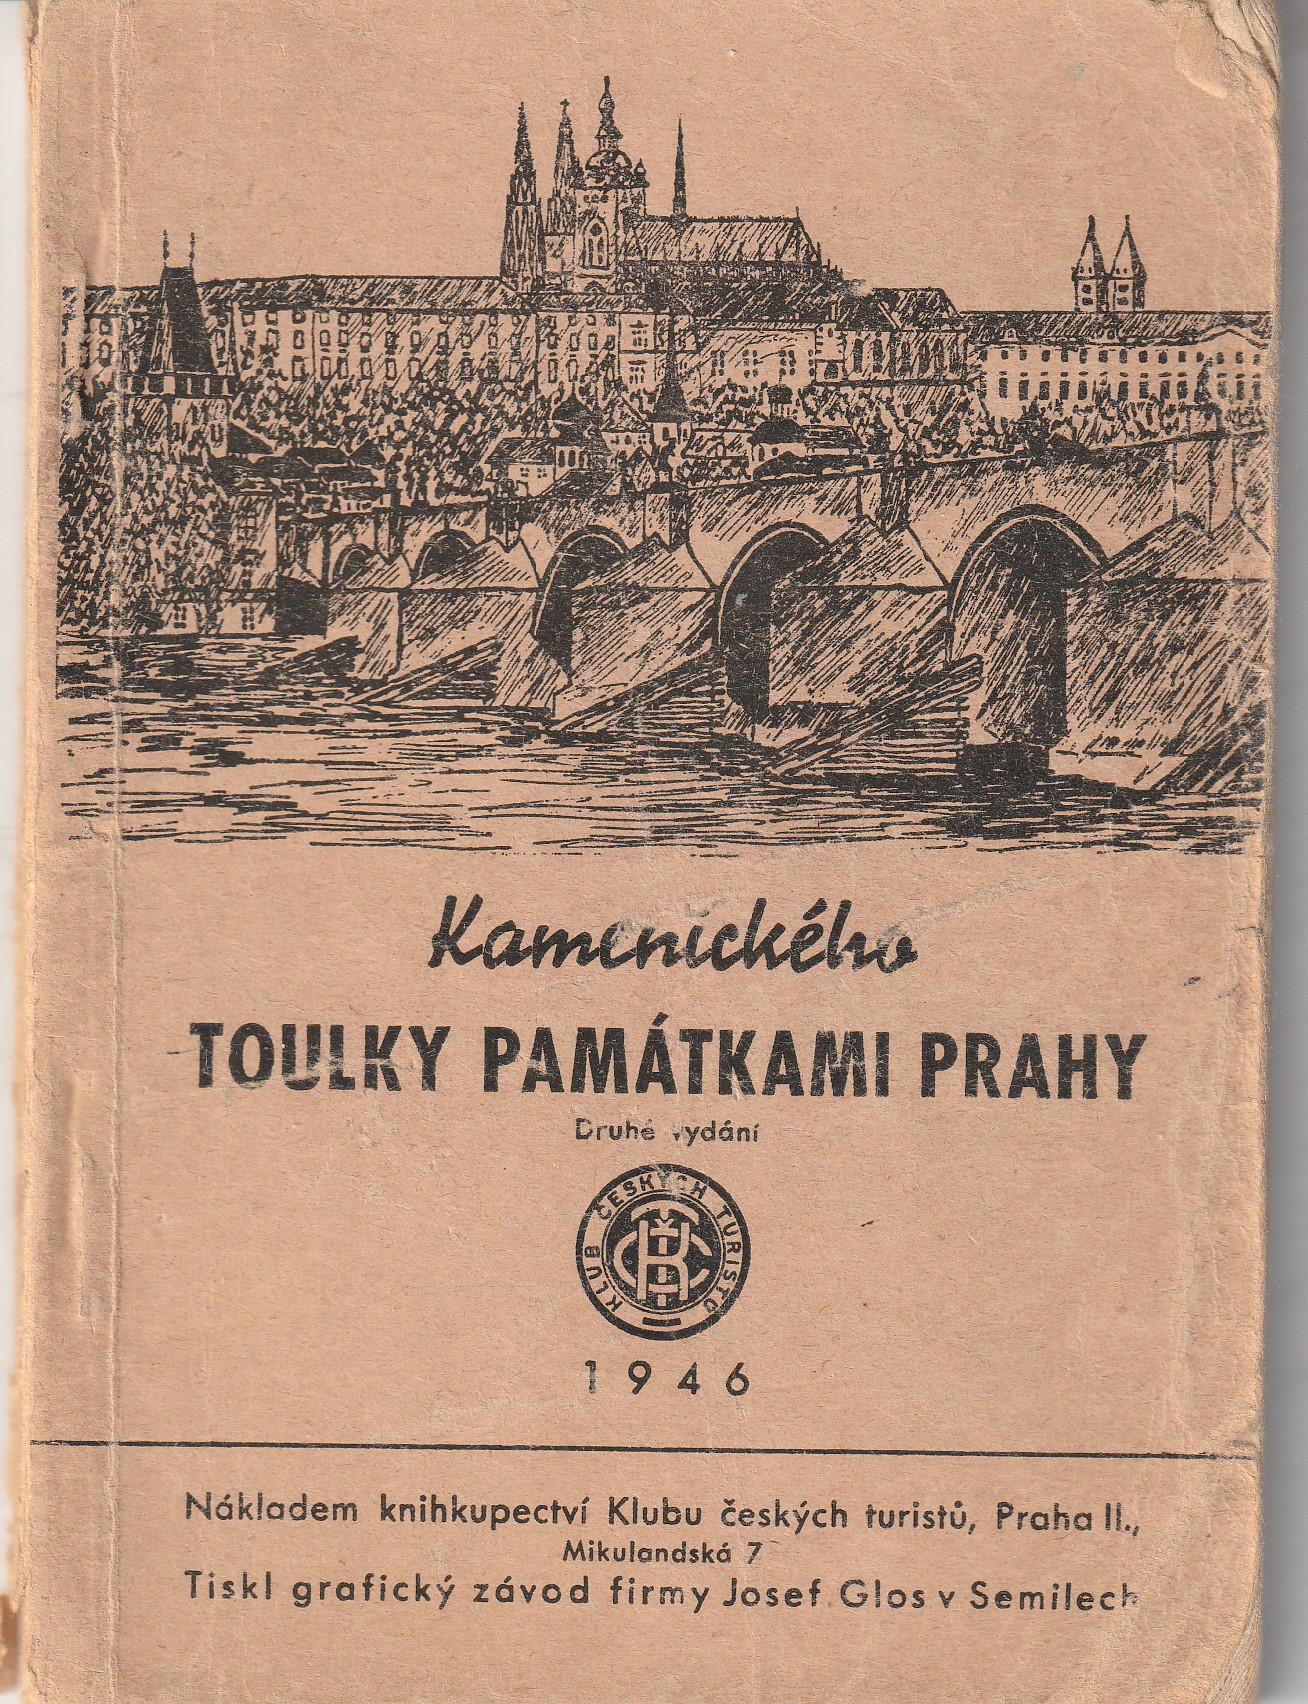 Kamenického
TOULKY PAMÁTKAMI PRAHY
Druhé vydání
KLUB ČESKÝCH TURISTŮ
KČT
1946
Nákladem knihkupectví Klubu českých turistů, Praha II.,
Mikulandská 7
Tiskl grafický závod firmy Josef Glos v Semilech